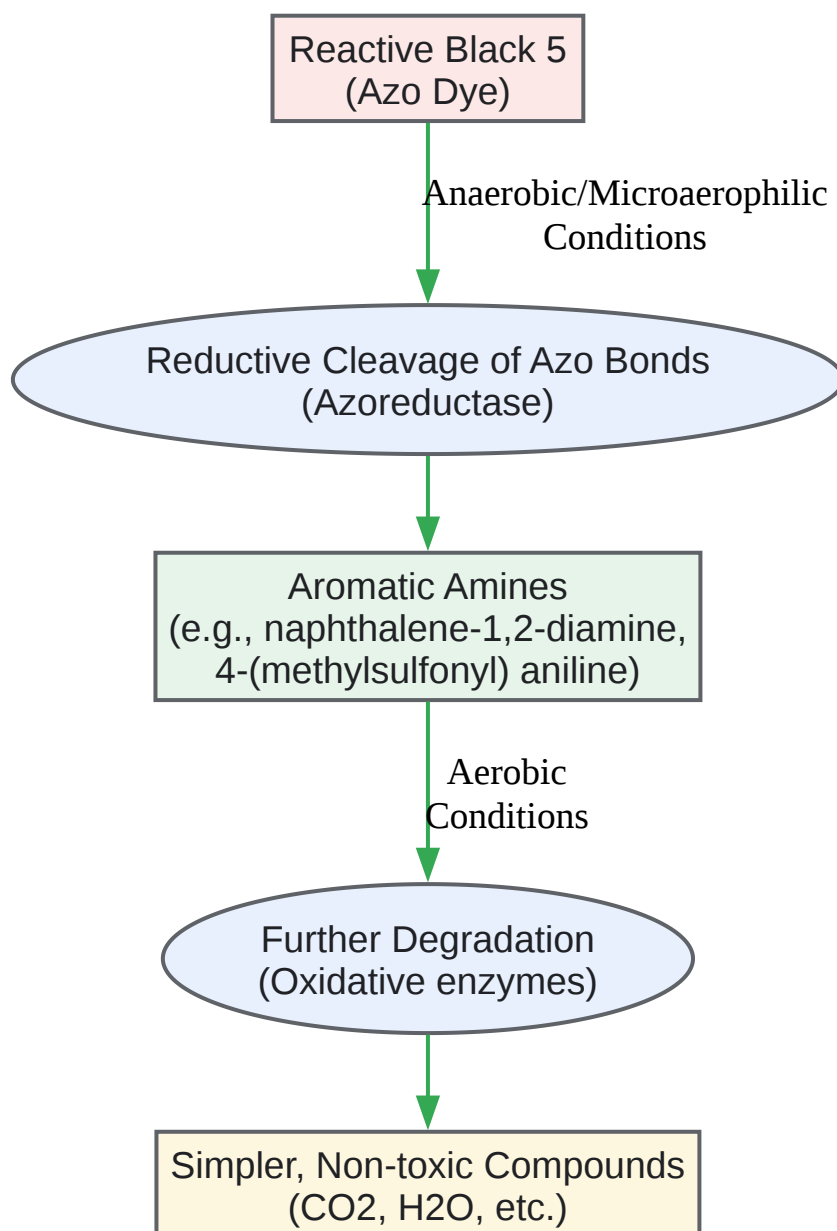 Reactive Black 5
(Azo Dye)
Anaerobic/Microaerophilic
Conditions
Reductive Cleavage of Azo Bonds
(Azoreductase)
Aromatic Amines
(e.g., naphthalene-1,2-diamine,
4-(methylsulfonyl) aniline)
Aerobic
Conditions
Further Degradation
(Oxidative enzymes)
Simpler, Non-toxic Compounds
(CO2, H2O, etc.)